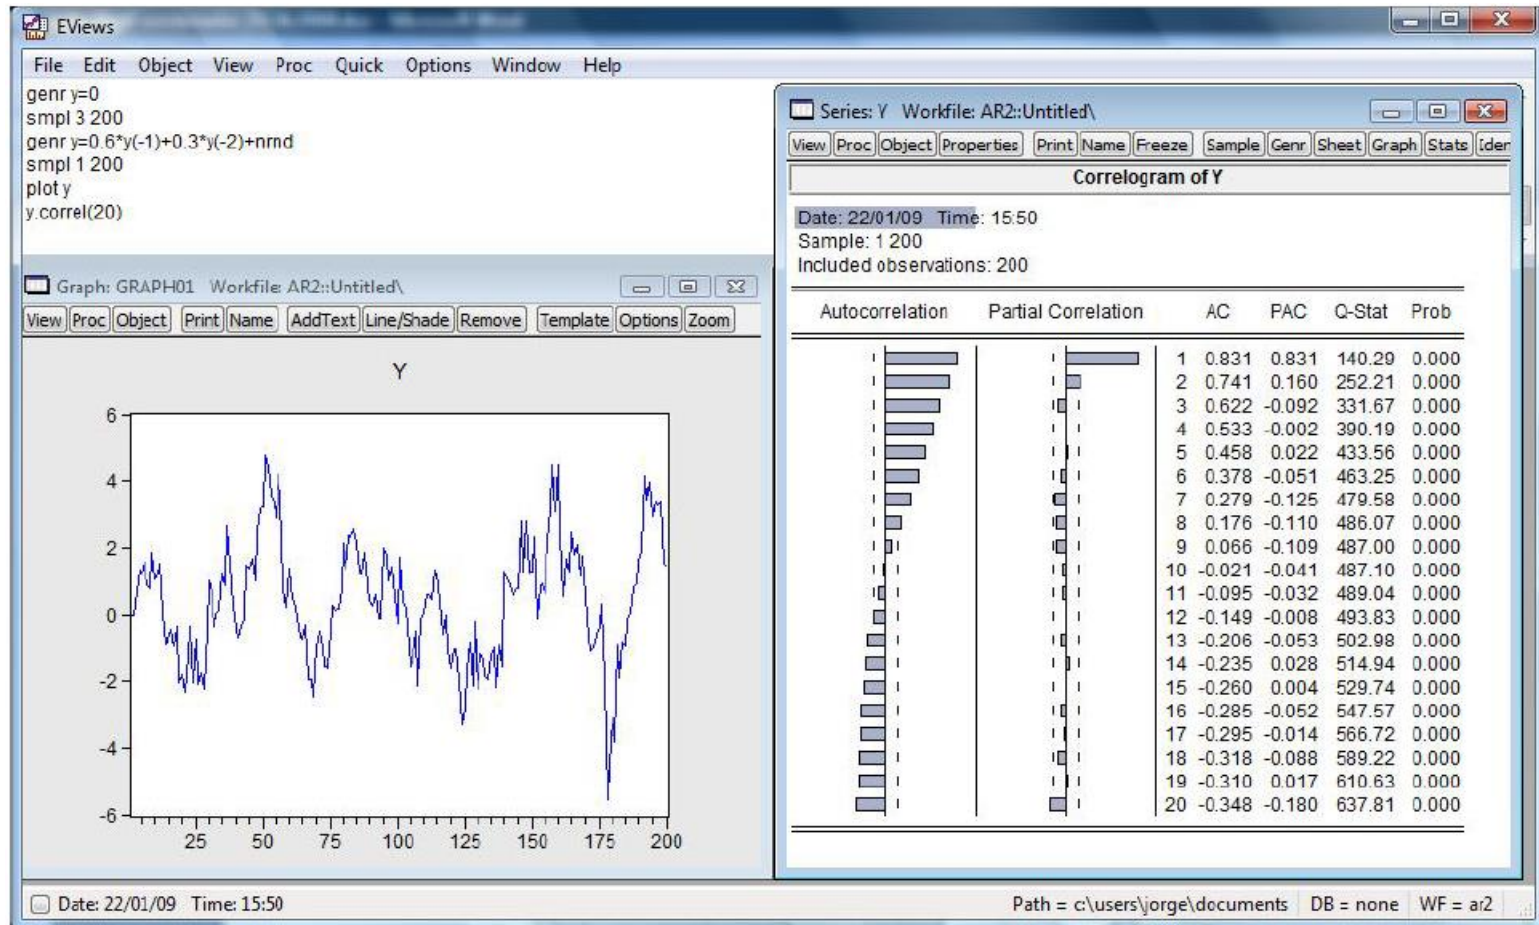 EViews
File Edit Object View Proc Quick Options Window Help
genr y=0
smpl 3 200
genr y=0.6*y(-1)+0.3*y(-2)+nrnd
smpl 1 200
plot y
y.correl(20)
Graph: GRAPH01 Workfile: AR2::Untitled\
View Proc Object Print Name AddText Line/Shade Remove Template Options Zoom
Y
6
4
2
0
-2
-4
-6
25 50 75 100 125 150 175 200
Series: Y Workfile: AR2::Untitled\
View Proc Object Properties Print Name Freeze Sample Genr Sheet Graph Stats Iden
Correlogram of Y
Date: 22/01/09 Time: 15:50
Sample: 1 200
Included observations: 200
Autocorrelation Partial Correlation AC PAC Q-Stat Prob
1 0.831 0.831 140.29 0.000
2 0.741 0.160 252.21 0.000
3 0.622 -0.092 331.67 0.000
4 0.533 -0.002 390.19 0.000
5 0.458 0.022 433.56 0.000
6 0.378 -0.051 463.25 0.000
7 0.279 -0.125 479.58 0.000
8 0.176 -0.110 486.07 0.000
9 0.066 -0.109 487.00 0.000
10 -0.021 -0.041 487.10 0.000
11 -0.095 -0.032 489.04 0.000
12 -0.149 -0.008 493.83 0.000
13 -0.206 -0.053 502.98 0.000
14 -0.235 0.028 514.94 0.000
15 -0.260 0.004 529.74 0.000
16 -0.285 -0.052 547.57 0.000
17 -0.295 -0.014 566.72 0.000
18 -0.318 -0.088 589.22 0.000
19 -0.310 0.017 610.63 0.000
20 -0.348 -0.180 637.81 0.000
Date: 22/01/09 Time: 15:50
Path = c:\users\jorge\documents DB = none WF = ar2